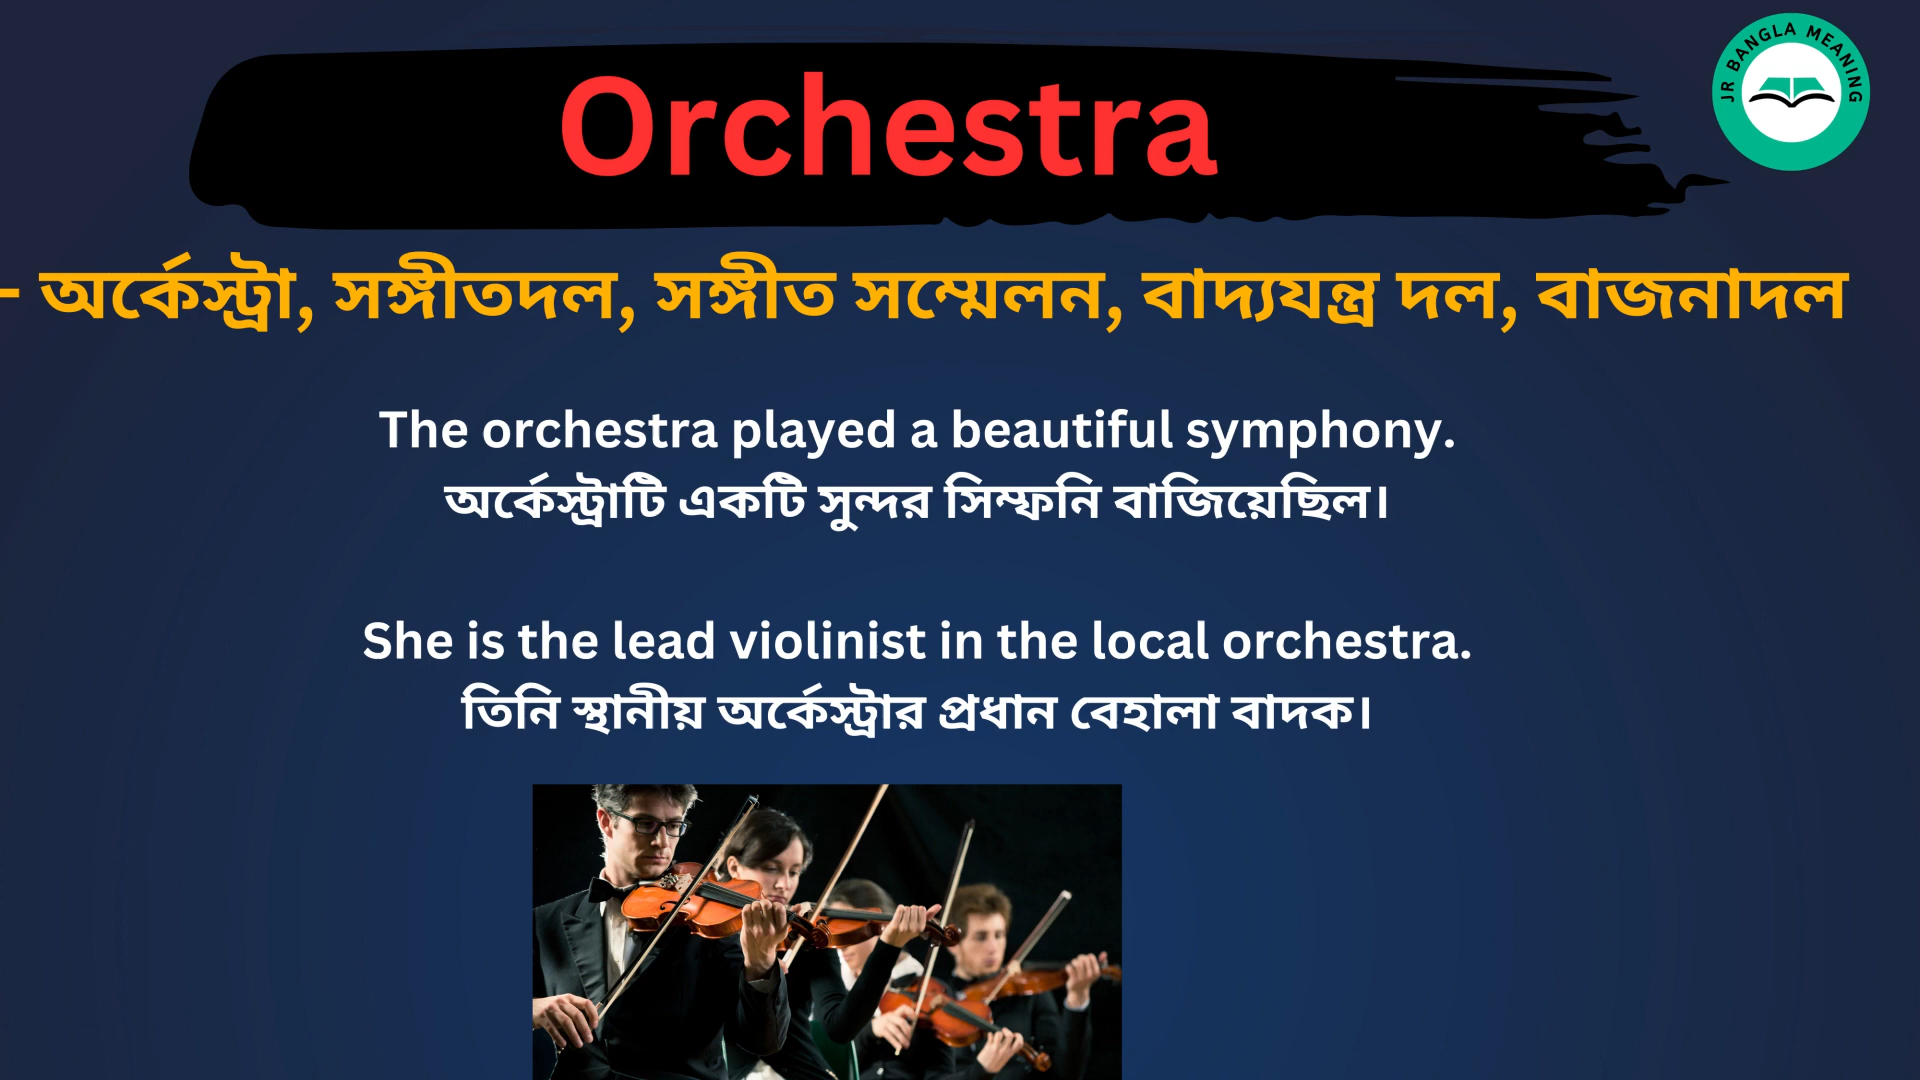 JR BANGLA MEANING
Orchestra
- অর্কেস্ট্রা, সঙ্গীতদল, সঙ্গীত সম্মেলন, বাদ্যযন্ত্র দল, বাজনাদল
The orchestra played a beautiful symphony.
অর্কেস্ট্রাটি একটি সুন্দর সিম্ফনি বাজিয়েছিল।
She is the lead violinist in the local orchestra.
তিনি স্থানীয় অর্কেস্ট্রার প্রধান বেহালা বাদক।